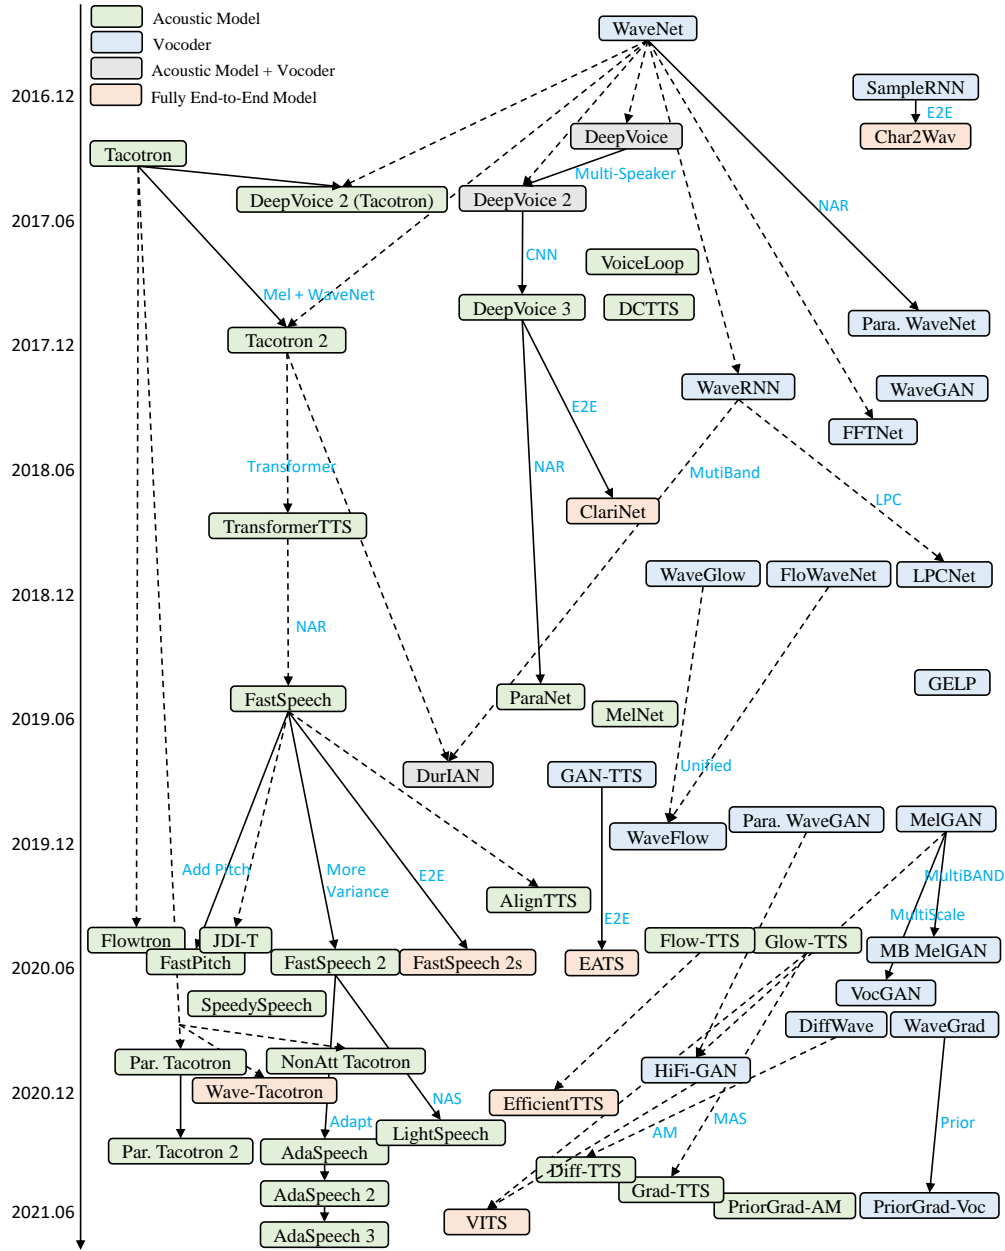 Acoustic Model
Vocoder
Acoustic Model + Vocoder
Fully End-to-End Model
WaveNet
2016.12
SampleRNN
E2E
Char2Wav
DeepVoice
Tacotron
Multi-Speaker
DeepVoice 2 (Tacotron)
DeepVoice 2
NAR
2017.06
CNN
VoiceLoop
Mel + WaveNet
DeepVoice 3
DCTTS
Para. WaveNet
Tacotron 2
2017.12
WaveRNN
WaveGAN
E2E
FFTNet
2018.06
Transformer
NAR
MutiBand
LPC
ClariNet
TransformerTTS
WaveGlow
FloWaveNet
LPCNet
2018.12
NAR
GELP
FastSpeech
ParaNet
MelNet
2019.06
DurIAN
GAN-TTS
Unified
Para. WaveGAN
MelGAN
WaveFlow
2019.12
Add Pitch
More
Variance
E2E
MultiBAND
AlignTTS
MultiScale
E2E
Flowtron
JDI-T
Flow-TTS
Glow-TTS
MB MelGAN
FastPitch
FastSpeech 2
FastSpeech 2s
EATS
2020.06
VocGAN
SpeedySpeech
DiffWave
WaveGrad
Par. Tacotron
NonAtt Tacotron
HiFi-GAN
Wave-Tacotron
2020.12
NAS
EfficientTTS
Adapt
LightSpeech
AM
MAS
Prior
Par. Tacotron 2
AdaSpeech
Diff-TTS
AdaSpeech 2
Grad-TTS
PriorGrad-AM
PriorGrad-Voc
2021.06
VITS
AdaSpeech 3